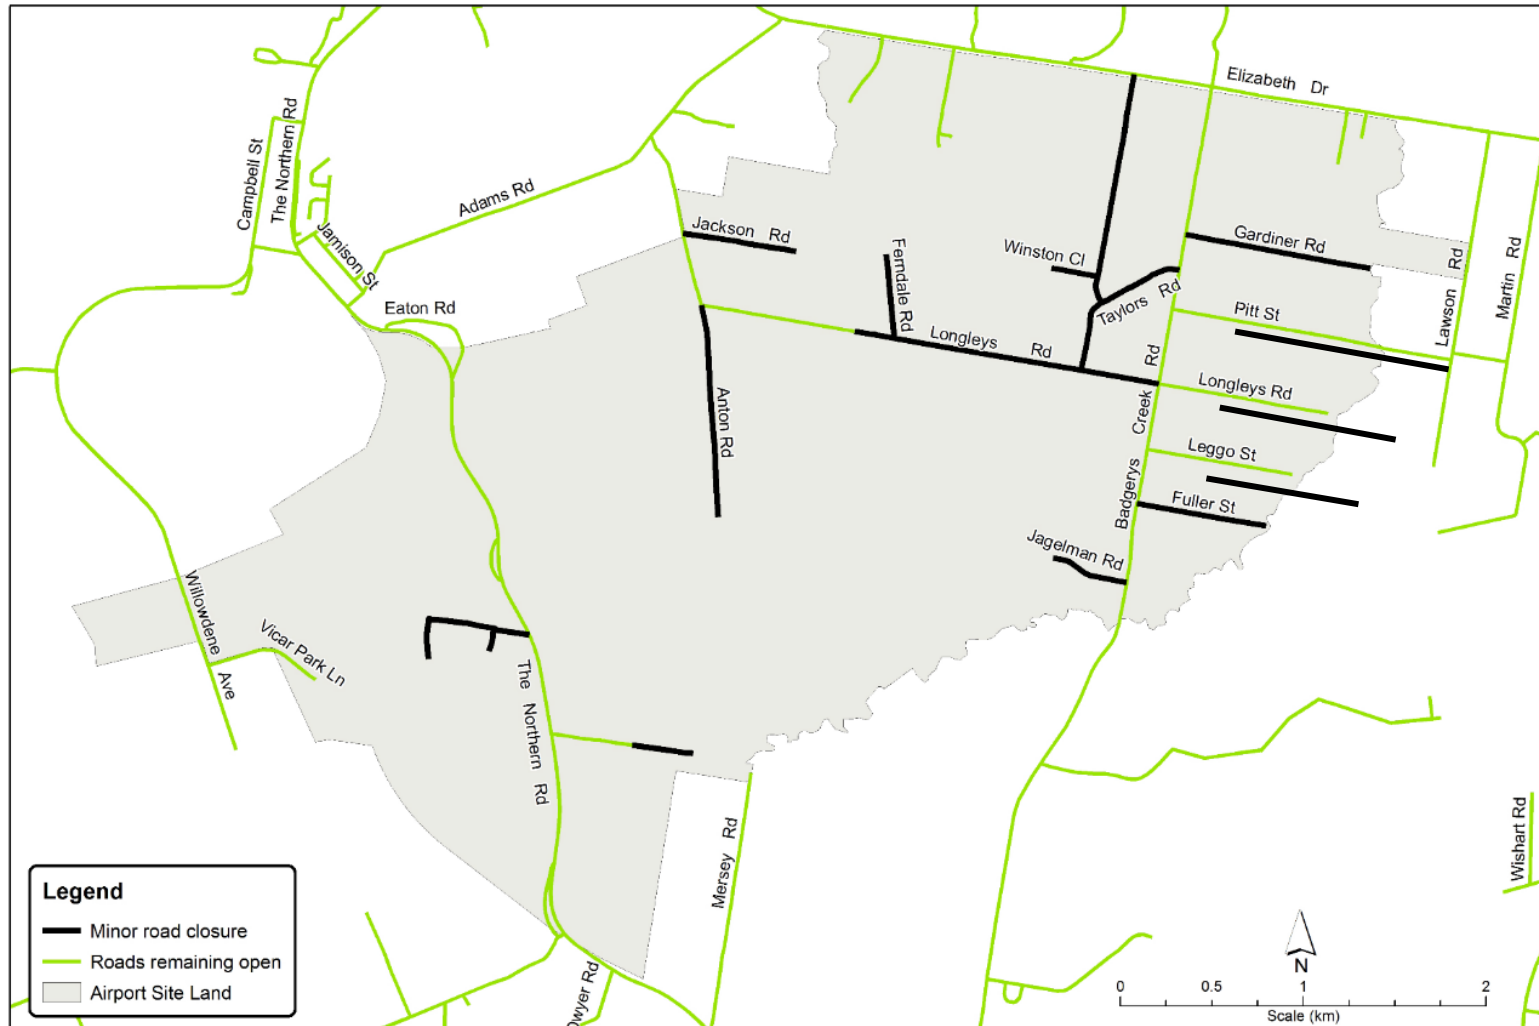 Elizabeth Dr
Campbell St
The Northern Rd
Adams Rd
Jamison St
Jackson Rd
Ferndale Rd
Winston Cl
Gardiner Rd
Lawson Rd
Martin Rd
Eaton Rd
Taylors Rd
Pitt St
Longleys Rd
Longleys Rd
Anton Rd
Badgerys Creek Rd
Leggo St
Fuller St
Jagelman Rd
Willowdene Ave
Vicar Park Ln
The Northern Rd
Mersey Rd
Wishart Rd
Dwyer Rd
Legend
Minor road closure
Roads remaining open
Airport Site Land
N
0 0.5 1 2
Scale (km)